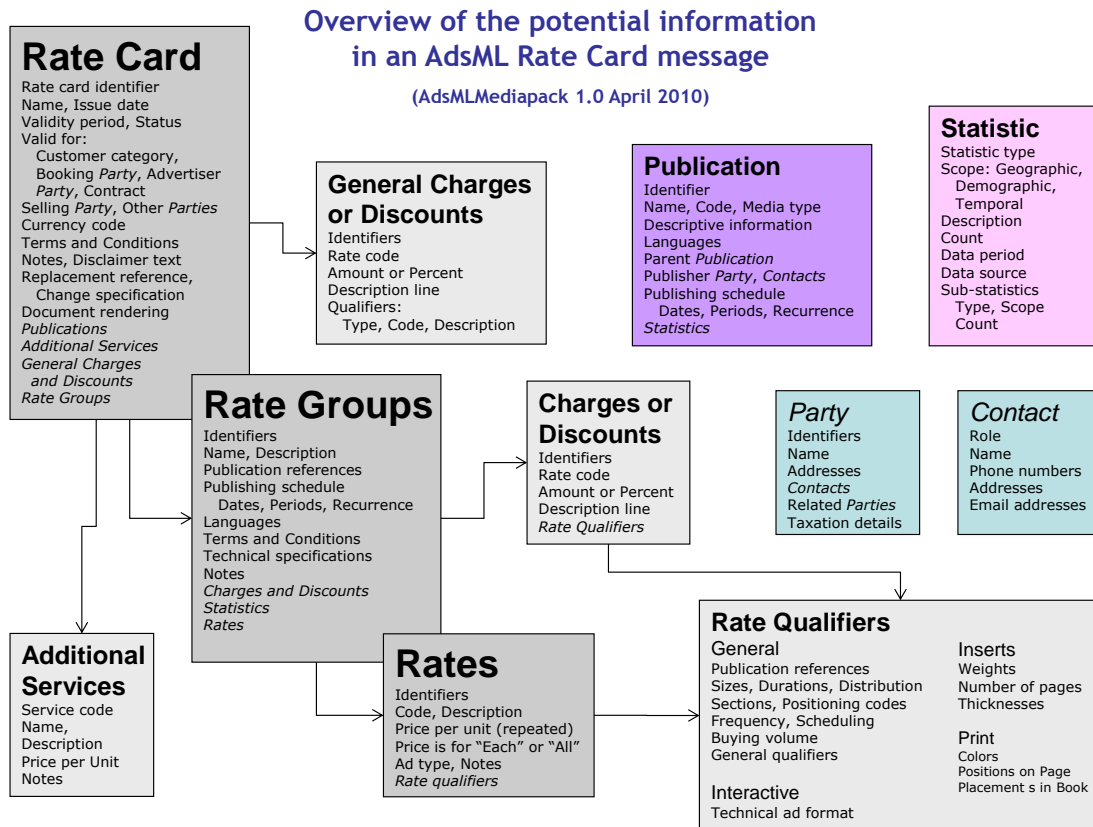 Overview of the potential information
in an AdsML Rate Card message
(AdsMLMediapack 1.0 April 2010)
Rate Card
Rate card identifier
Name, Issue date
Validity period, Status
Valid for:
Customer category,
Booking Party, Advertiser
Party, Contract
Selling Party, Other Parties
Currency code
Terms and Conditions
Notes, Disclaimer text
Replacement reference,
Change specification
Document rendering
Publications
Additional Services
General Charges
and Discounts
Rate Groups
General Charges
or Discounts
Identifiers
Rate code
Amount or Percent
Description line
Qualifiers:
Type, Code, Description
Publication
Identifier
Name, Code, Media type
Descriptive information
Languages
Parent Publication
Publisher Party, Contacts
Publishing schedule
Dates, Periods, Recurrence
Statistics
Statistic
Statistic type
Scope: Geographic,
Demographic,
Temporal
Description
Count
Data period
Data source
Sub-statistics
Type, Scope
Count
Rate Groups
Identifiers
Name, Description
Publication references
Publishing schedule
Dates, Periods, Recurrence
Languages
Terms and Conditions
Technical specifications
Notes
Charges and Discounts
Statistics
Rates
Charges or
Discounts
Identifiers
Rate code
Amount or Percent
Description line
Rate Qualifiers
Party
Identifiers
Name
Addresses
Contacts
Related Parties
Taxation details
Contact
Role
Name
Phone numbers
Addresses
Email addresses
Additional
Services
Service code
Name,
Description
Price per Unit
Notes
Rates
Identifiers
Code, Description
Price per unit (repeated)
Price is for “Each” or “All”
Ad type, Notes
Rate qualifiers
Rate Qualifiers
General
Publication references
Sizes, Durations, Distribution
Sections, Positioning codes
Frequency, Scheduling
Buying volume
General qualifiers
Interactive
Technical ad format
Inserts
Weights
Number of pages
Thicknesses
Print
Colors
Positions on Page
Placement s in Book